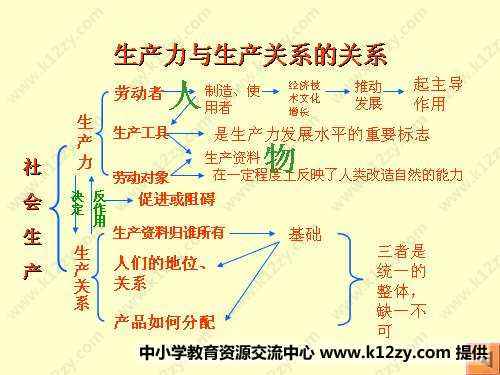 生产力与生产关系的关系
劳动者
人
制造、使
用者
经济技
术文化
增长
推动
发展
起主导
作用
生产力
生产工具
是生产力发展水平的重要标志
生产资料
物
劳动对象
在一定程度上反映了人类改造自然的能力
社会生产
决定
反作用
促进或阻碍
生产关系
生产资料归谁所有
基础
人们的地位、
关系
产品如何分配
三者是
统一的
整体，
缺一不
可
中小学教育资源交流中心 www.k12zy.com 提供